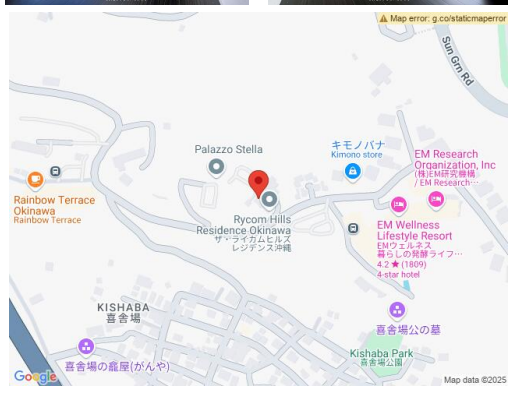 Map error: g.co/staticmaperror
Sun Grn Rd
Palazzo Stella
キモノバナ
Kimono store
EM Research
Organization, Inc
(株)EM研究機構
/ EM Research…
Rainbow Terrace
Okinawa
Rainbow Terrace
Rycom Hills
Residence Okinawa
ザ・ライカムヒルズ
レジデンス沖縄
EM Wellness
Lifestyle Resort
EMウェルネス
暮らしの発酵ライフ…
4.2 ★ (1809)
4-star hotel
KISHABA
喜舎場
喜舎場公の墓
Kishaba Park
喜舎場公園
喜舎場の龕屋(がんや)
Google
Map data ©2025